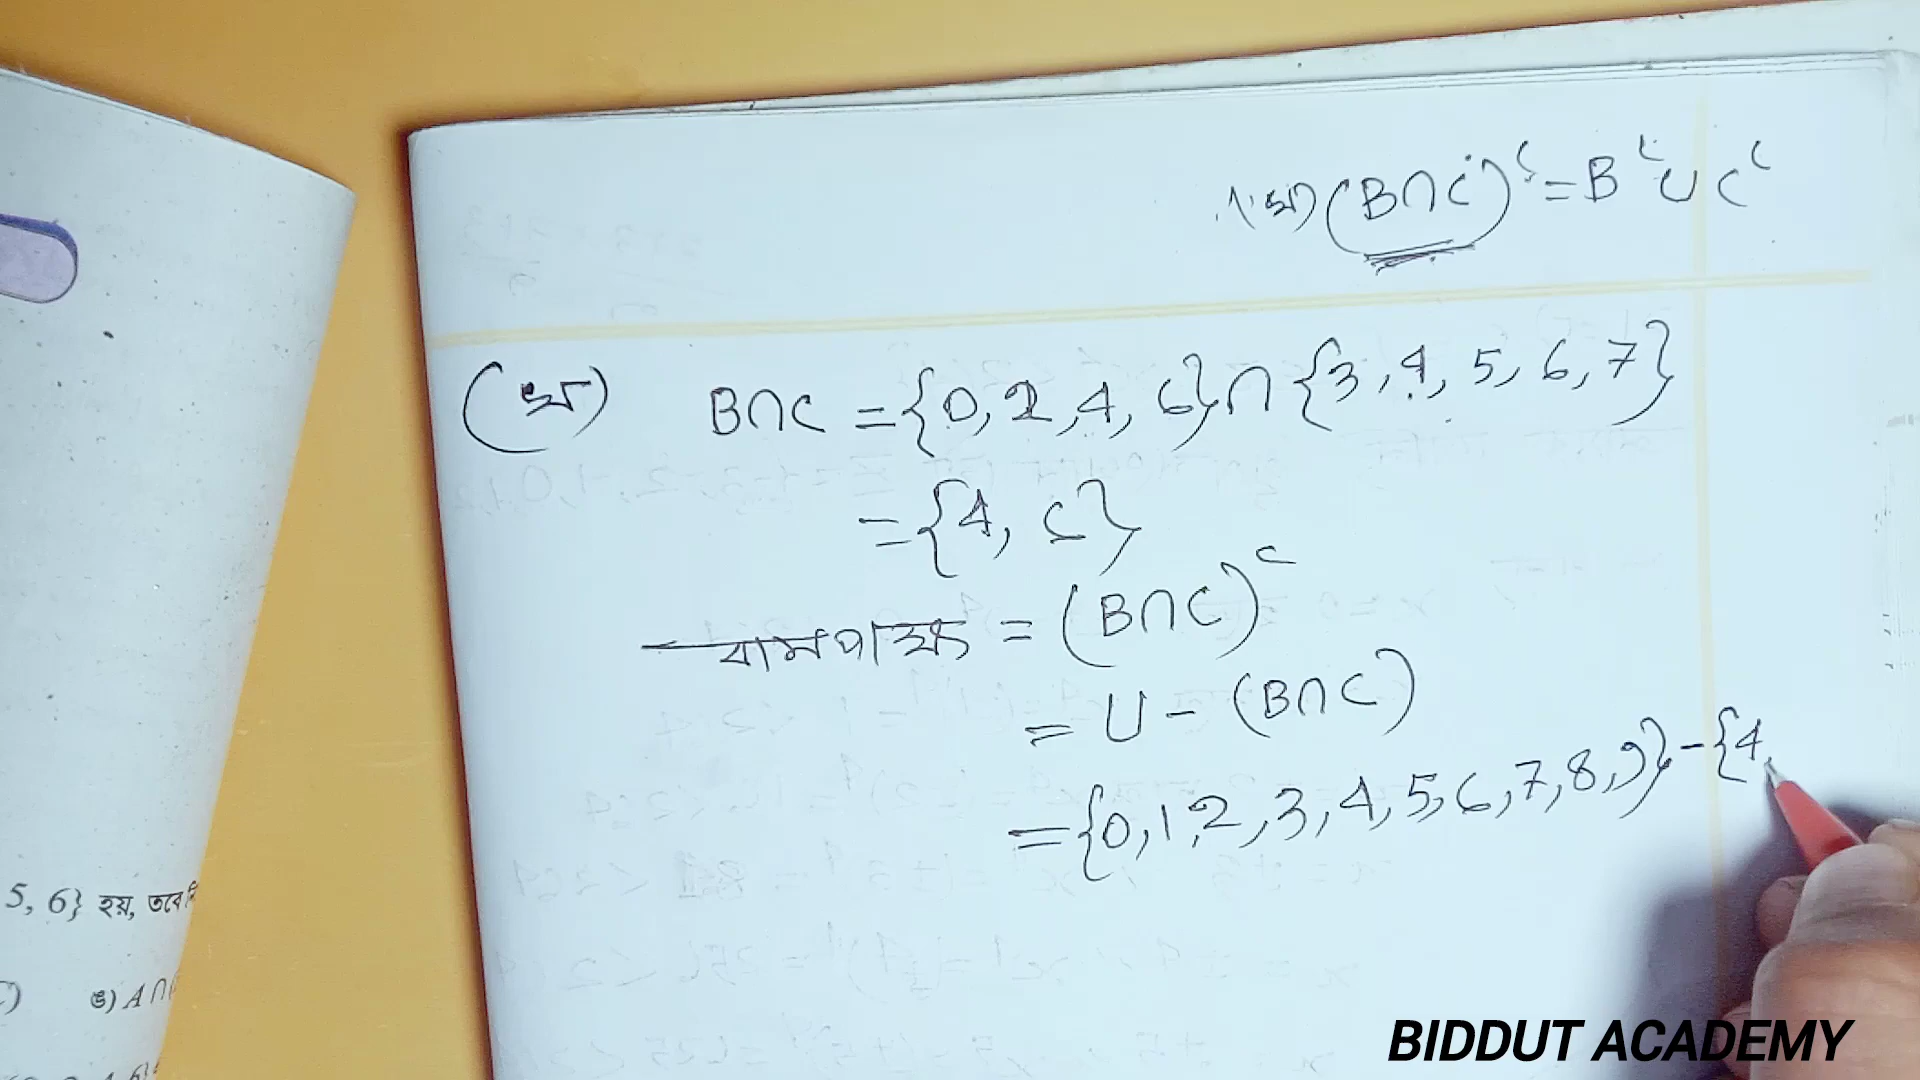 (B∩C)ᶜ = Bᶜ∪Cᶜ
(খ) B∩C = {0, 2, 4, 6}∩{3, 4, 5, 6, 7}
= {4, 6}
বামপক্ষ = (B∩C)ᶜ
= U - (B∩C)
= {0, 1, 2, 3, 4, 5, 6, 7, 8, 9} - {4,
5, 6} হয়, তবে
ঙ) A∩
BIDDUT ACADEMY